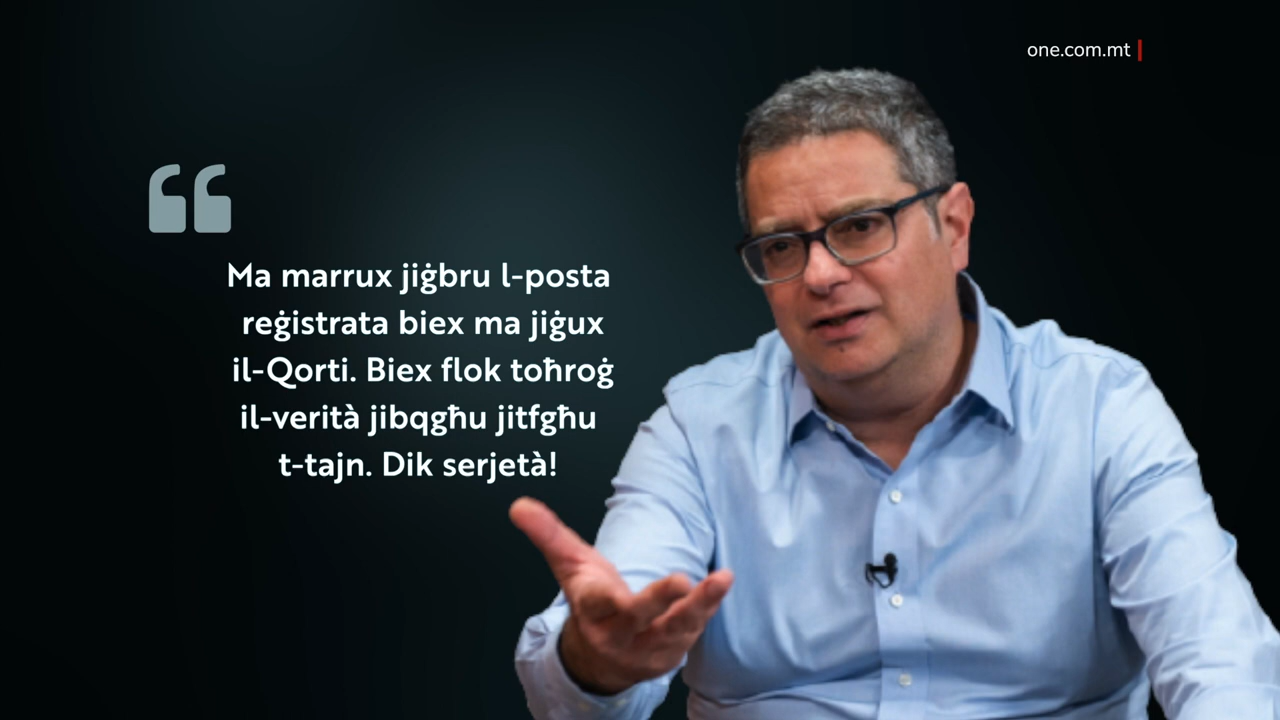 one.com.mt
Ma marrux jiġbru l-posta
reġistrata biex ma jiġux
il-Qorti. Biex flok toħroġ
il-verità jibqgħu jitfgħu
t-tajn. Dik serjetà!